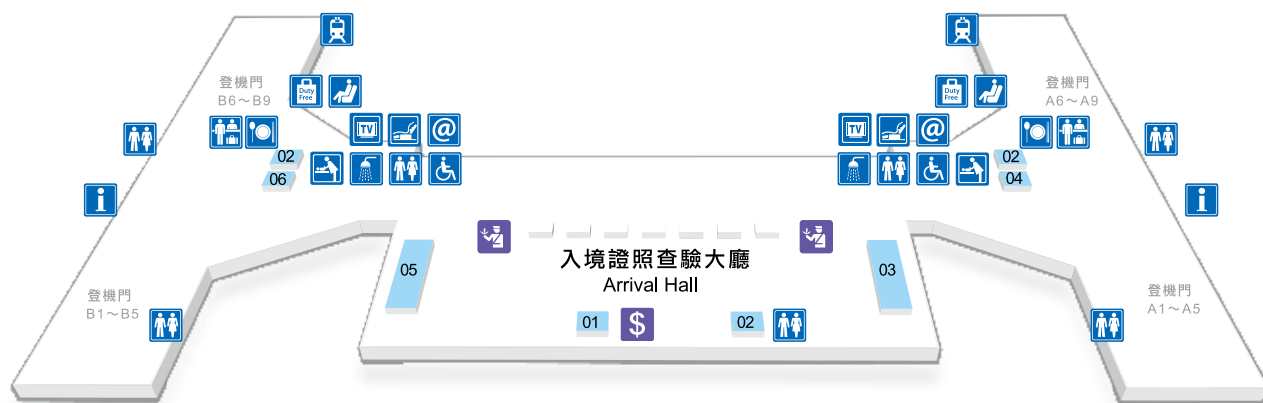 登機門
B6～B9
Duty
Free
Duty
Free
登機門
A6～A9
TV
@
TV
@
02
06
02
04
i
i
入境證照查驗大廳
Arrival Hall
05
03
登機門
B1～B5
登機門
A1～A5
01
$
02